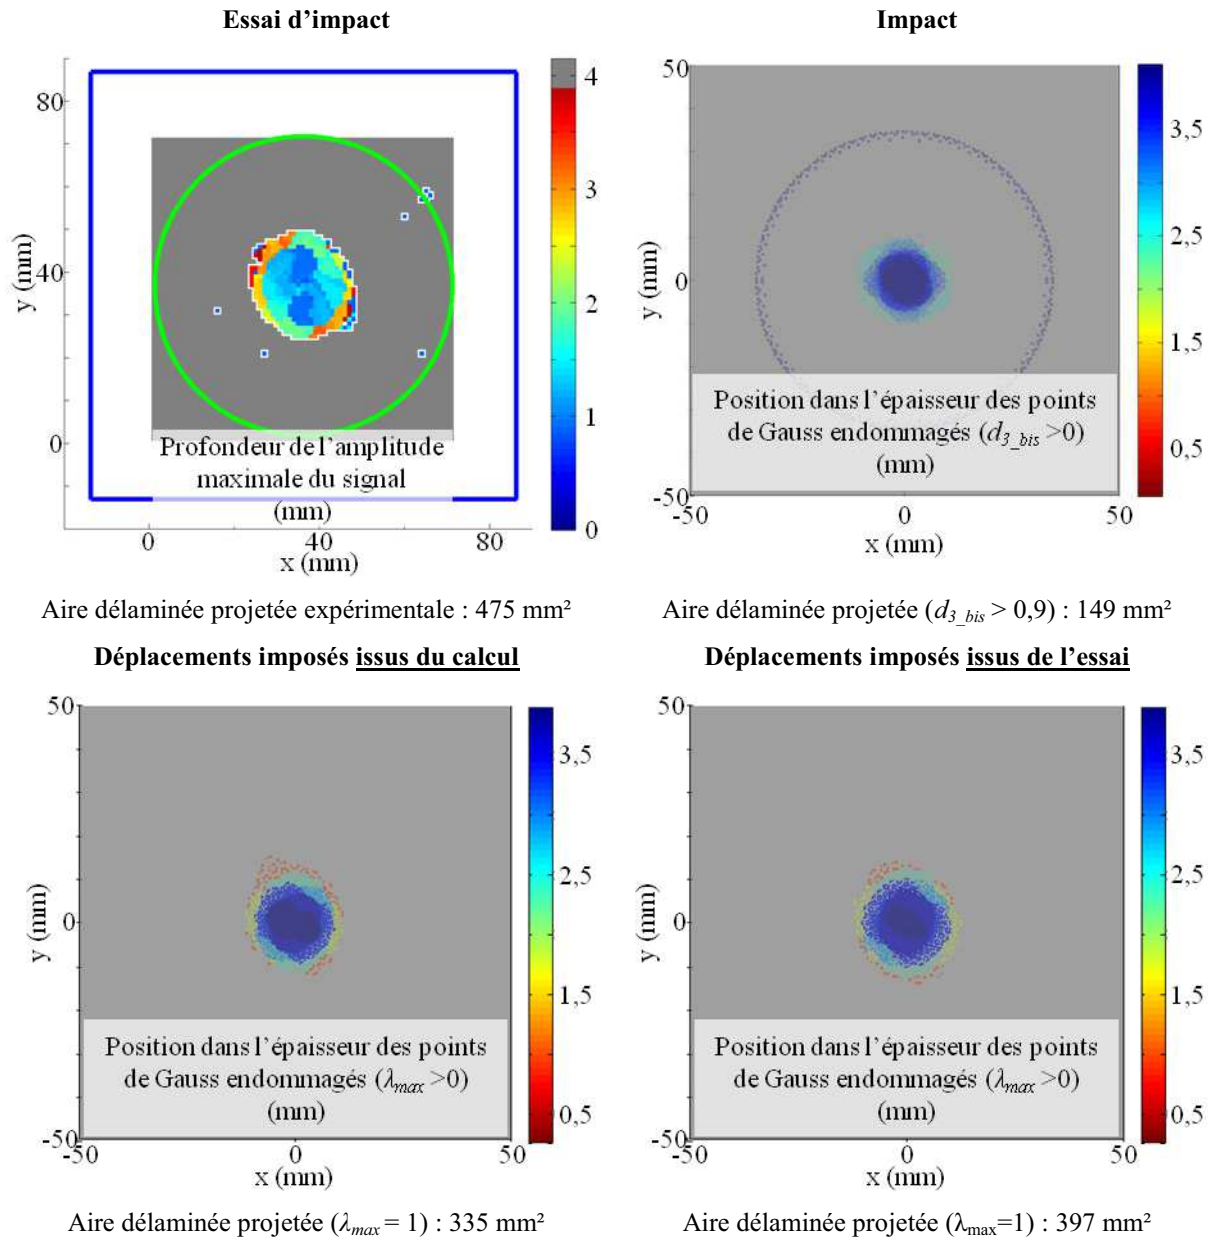 Essai d’impact
Impact
80
40
0
y (mm)
0
40
80
x (mm)
4
3
2
1
0
Profondeur de l’amplitude
maximale du signal
(mm)
50
0
-50
y (mm)
-50
0
50
x (mm)
3,5
2,5
1,5
0,5
Position dans l’épaisseur des points
de Gauss endommagés (d3_bis >0)
(mm)
Aire délaminée projetée expérimentale : 475 mm²
Aire délaminée projetée (d3_bis > 0,9) : 149 mm²
Déplacements imposés issus du calcul
Déplacements imposés issus de l’essai
50
0
-50
y (mm)
-50
0
50
x (mm)
3,5
2,5
1,5
0,5
Position dans l’épaisseur des points
de Gauss endommagés (λmax >0)
(mm)
50
0
-50
y (mm)
-50
0
50
x (mm)
3,5
2,5
1,5
0,5
Position dans l’épaisseur des points
de Gauss endommagés (λmax >0)
(mm)
Aire délaminée projetée (λmax = 1) : 335 mm²
Aire délaminée projetée (λmax=1) : 397 mm²